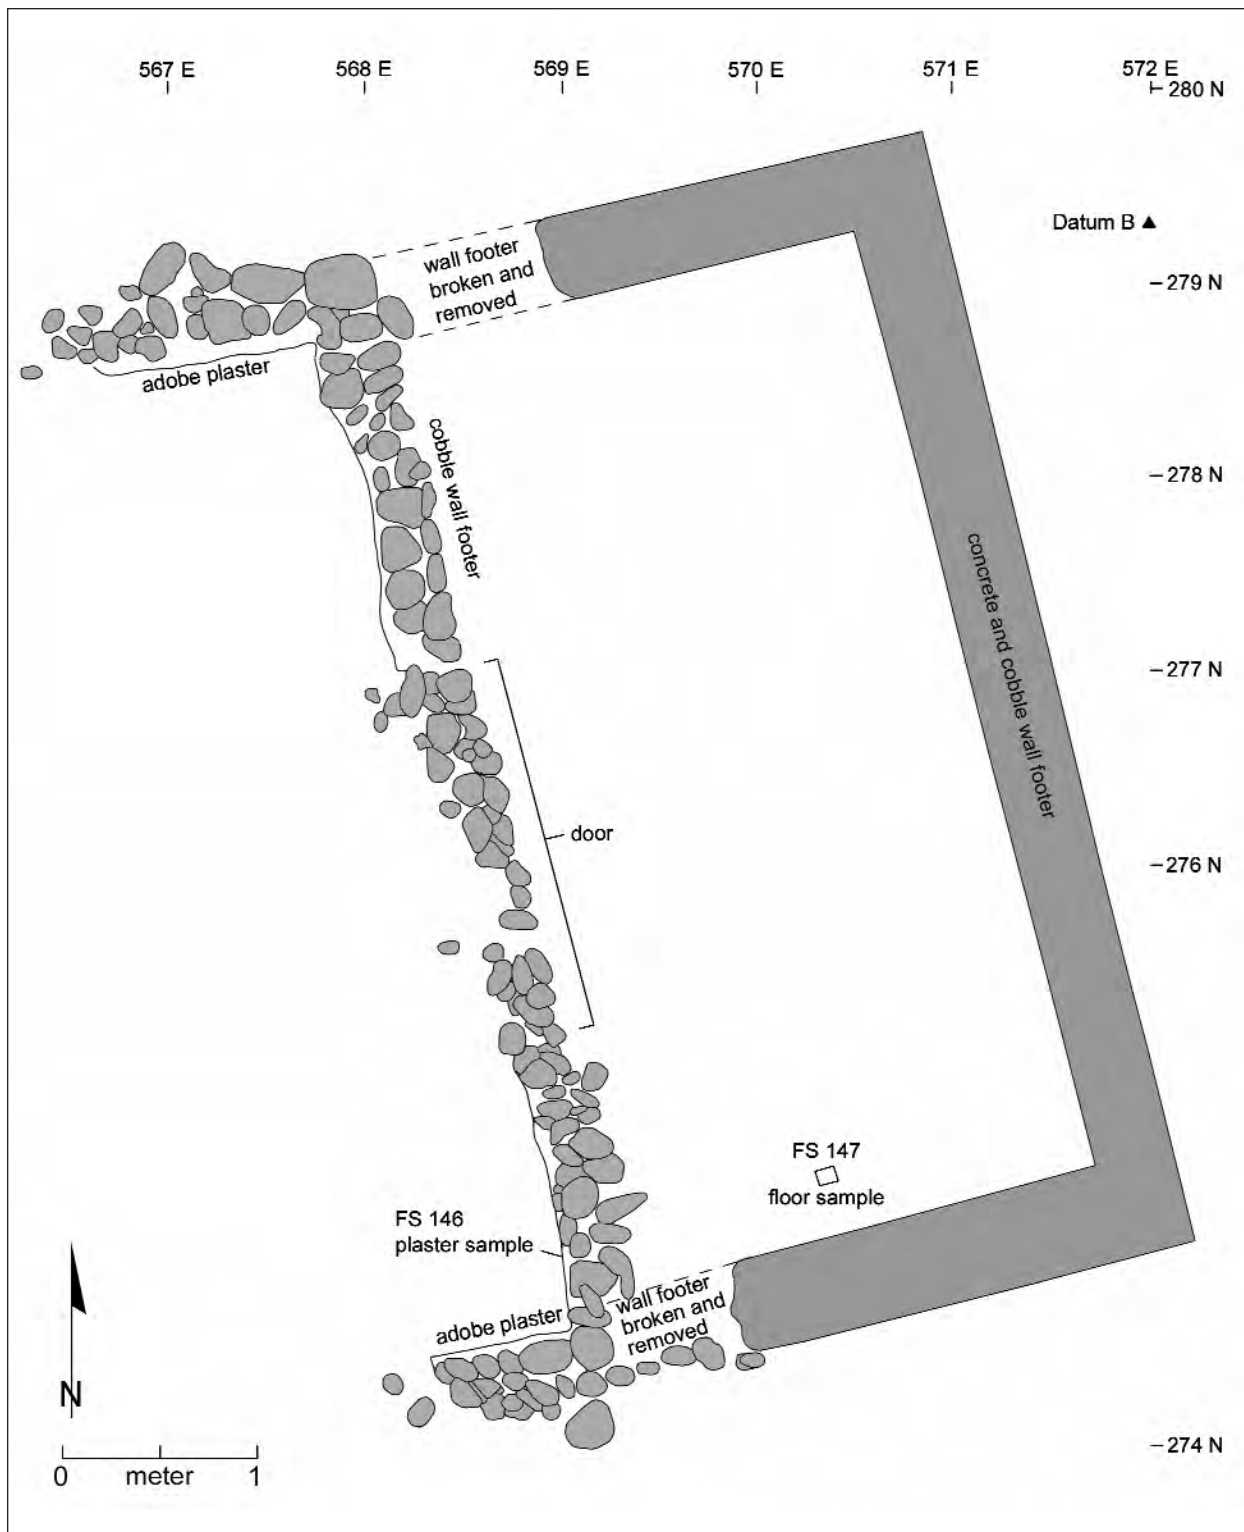 567 E
568 E
569 E
570 E
571 E
572 E
280 N
Datum B
wall footer
broken and
removed
279 N
adobe plaster
cobble wall footer
278 N
concrete and cobble wall footer
277 N
door
276 N
FS 147
floor sample
FS 146
plaster sample
adobe plaster
wall footer
broken and
removed
N
274 N
0
meter
1